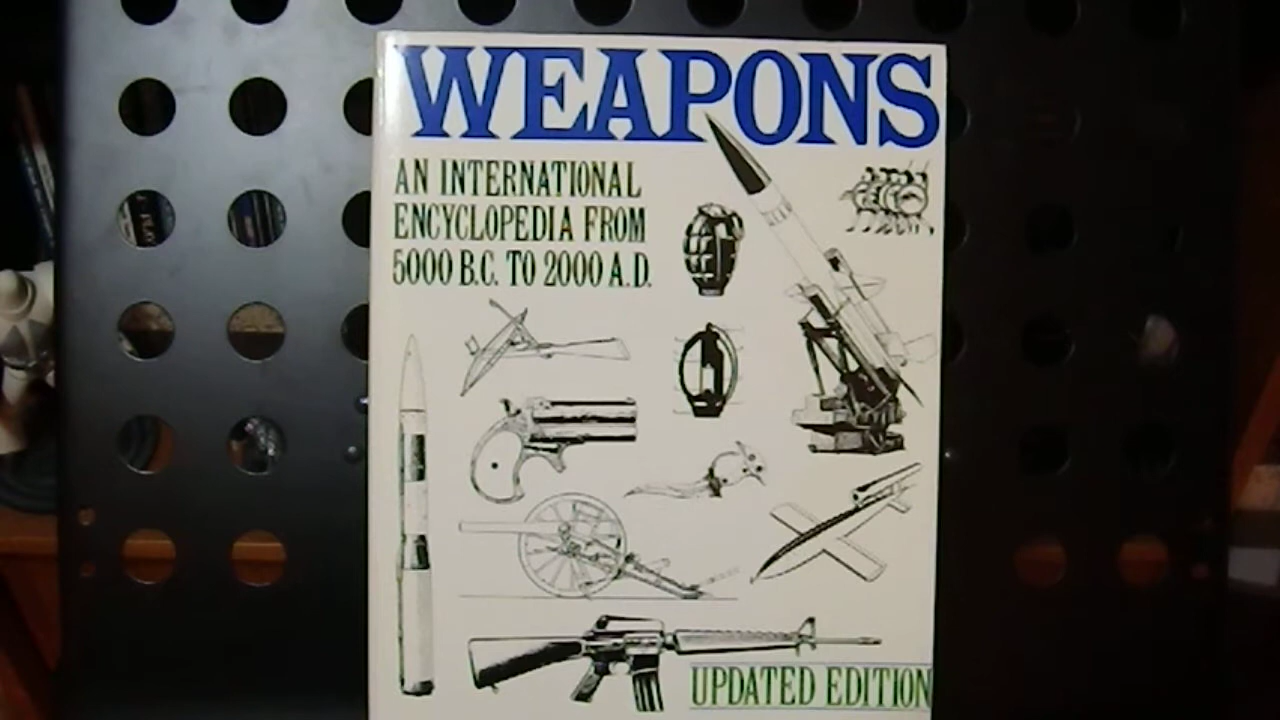 WEAPONS
AN INTERNATIONAL
ENCYCLOPEDIA FROM
5000 B.C. TO 2000 A.D.
UPDATED EDITION